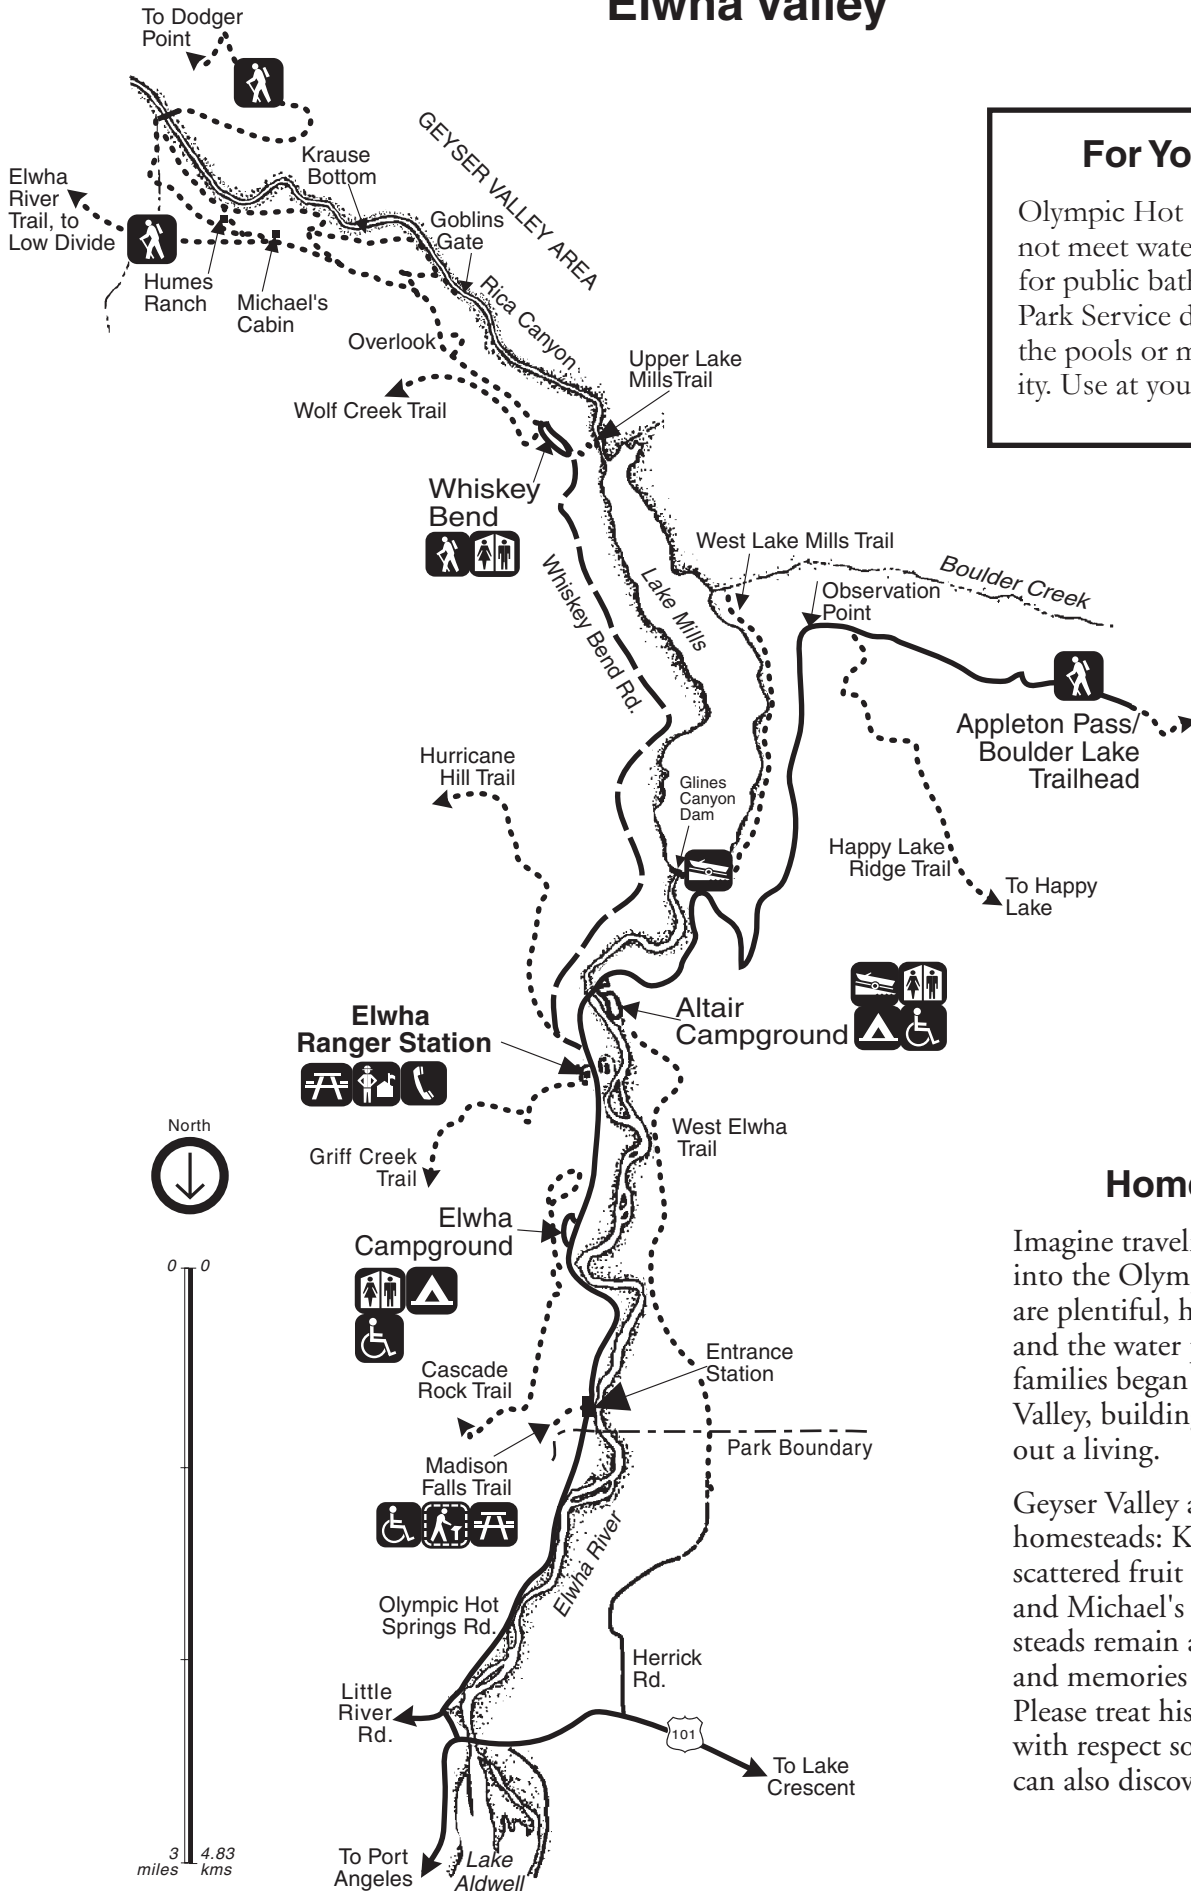 Elwha Valley
To Dodger
Point
GEYSER VALLEY AREA
Krause
Bottom
Elwha
River
Trail, to
Low Divide
Goblins
Gate
Humes
Ranch
Michael's
Cabin
Rica Canyon
Overlook
Upper Lake
MillsTrail
Wolf Creek Trail
Whiskey
Bend
West Lake Mills Trail
Boulder Creek
Observation
Point
Lake Mills
Whiskey Bend Rd.
Appleton Pass/
Boulder Lake
Trailhead
Hurricane
Hill Trail
Glines
Canyon
Dam
Happy Lake
Ridge Trail
To Happy
Lake
Altair
Campground
Elwha
Ranger Station
North
West Elwha
Trail
Griff Creek
Trail
Elwha
Campground
0 0
Entrance
Station
Cascade
Rock Trail
Park Boundary
Madison
Falls Trail
Elwha River
Olympic Hot
Springs Rd.
Herrick
Rd.
Little
River
Rd.
101
To Lake
Crescent
3 4.83
miles kms
To Port
Angeles
Lake
Aldwell
For Yo
Olympic Hot
not meet wate
for public bath
Park Service d
the pools or m
ity. Use at you
Home
Imagine traveli
into the Olym
are plentiful, h
and the water
families began
Valley, building
out a living.
Geyser Valley a
homesteads: K
scattered fruit
and Michael's
steads remain a
and memories
Please treat his
with respect so
can also discov